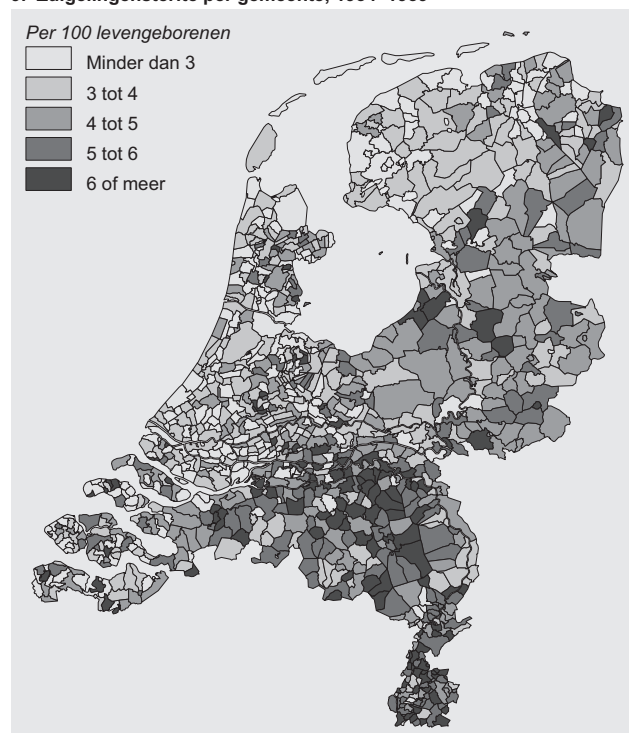 Per 100 levengeborenen
Minder dan 3
3 tot 4
4 tot 5
5 tot 6
6 of meer